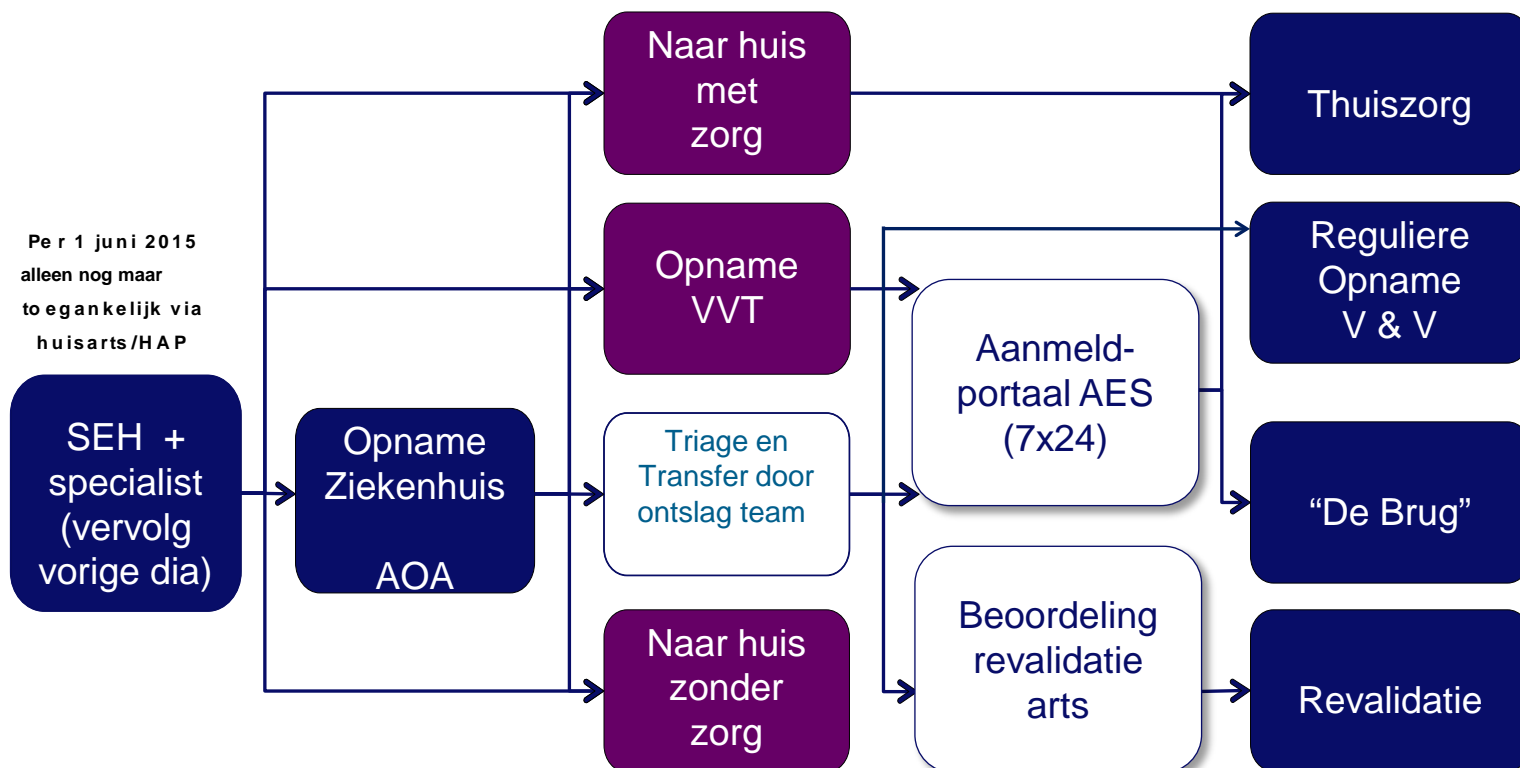 Per 1 juni 2015
alleen nog maar
toegankelijk via
huisarts/HAP
SEH +
specialist
(vervolg
vorige dia)
Opname
Ziekenhuis
AOA
Naar huis
met
zorg
Opname
VVT
Triage en
Transfer door
ontslag team
Naar huis
zonder
zorg
Aanmeld-
portaal AES
(7x24)
Beoordeling
revalidatie
arts
Thuiszorg
Reguliere
Opname
V & V
“De Brug”
Revalidatie